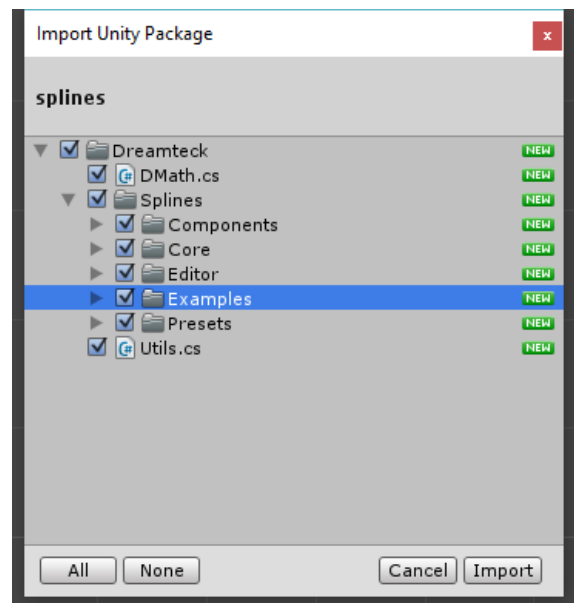 Import Unity Package
x
splines
Dreamteck NEW
C# DMath.cs NEW
Splines NEW
Components NEW
Core NEW
Editor NEW
Examples NEW
Presets NEW
C# Utils.cs NEW
All None Cancel Import